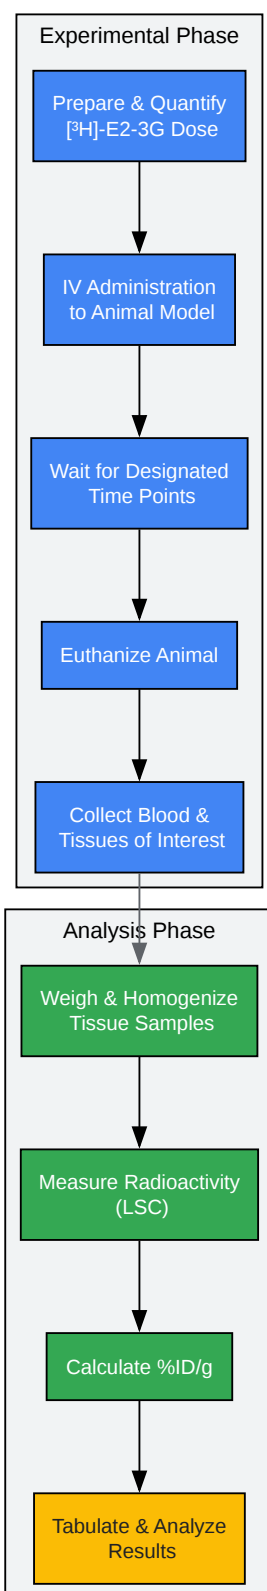 Experimental Phase
Prepare & Quantify
[³H]-E2-3G Dose
IV Administration
to Animal Model
Wait for Designated
Time Points
Euthanize Animal
Collect Blood &
Tissues of Interest
Analysis Phase
Weigh & Homogenize
Tissue Samples
Measure Radioactivity
(LSC)
Calculate %ID/g
Tabulate & Analyze
Results